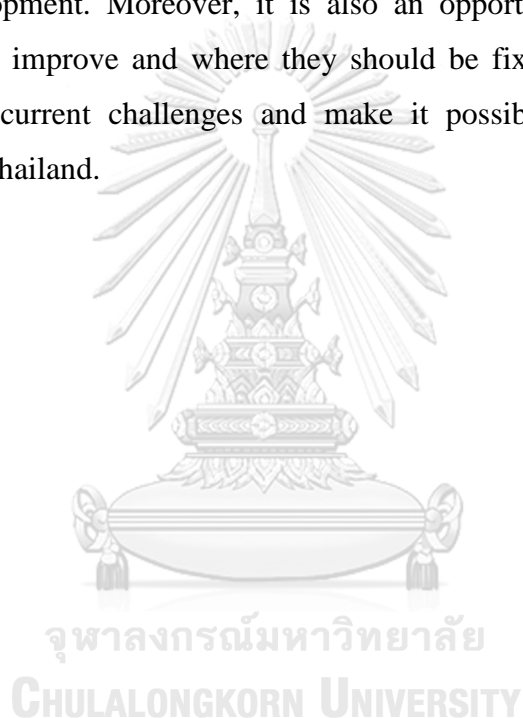 opment. Moreover, it is also an opport
improve and where they should be fix
current challenges and make it possib
hailand.
จุฬาลงกรณ์มหาวิทยาลัย
CHULALONGKORN UNIVERSITY